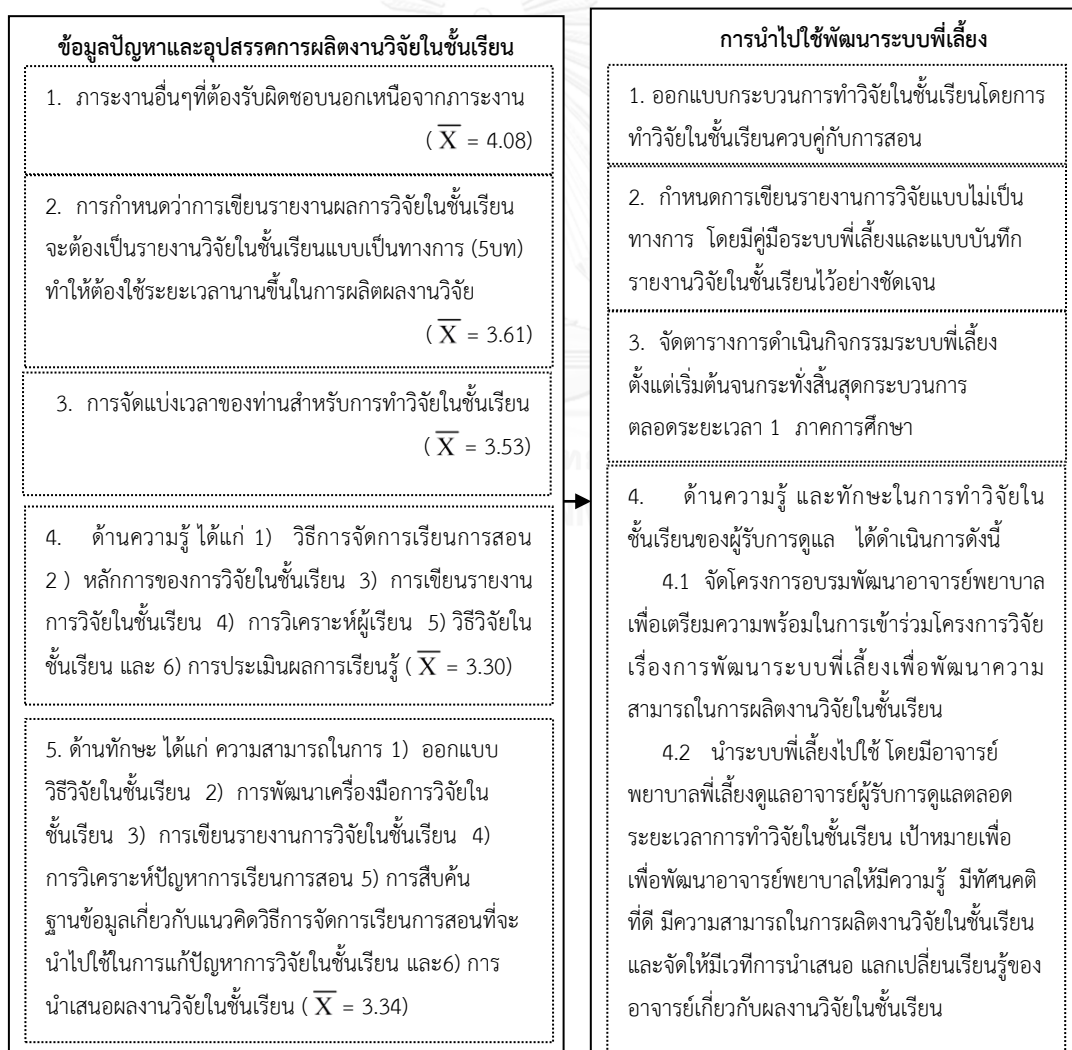 ข้อมูลปัญหาและอุปสรรคการผลิตงานวิจัยในชั้นเรียน
1. ภาระงานอื่นๆที่ต้องรับผิดชอบนอกเหนือจากภาระงาน
( X̅ = 4.08)
2. การกำหนดว่าการเขียนรายงานผลการวิจัยในชั้นเรียน
จะต้องเป็นรายงานวิจัยในชั้นเรียนแบบเป็นทางการ (5บท)
ทำให้ต้องใช้ระยะเวลานานขึ้นในการผลิตผลงานวิจัย
( X̅ = 3.61)
3. การจัดแบ่งเวลาของท่านสำหรับการทำวิจัยในชั้นเรียน
( X̅ = 3.53)
4. ด้านความรู้ ได้แก่ 1) วิธีการจัดการเรียนการสอน
2 ) หลักการของการวิจัยในชั้นเรียน 3) การเขียนรายงาน
การวิจัยในชั้นเรียน 4) การวิเคราะห์ผู้เรียน 5) วิธีวิจัยใน
ชั้นเรียน และ 6) การประเมินผลการเรียนรู้ ( X̅ = 3.30)
5. ด้านทักษะ ได้แก่ ความสามารถในการ 1) ออกแบบ
วิธีวิจัยในชั้นเรียน 2) การพัฒนาเครื่องมือการวิจัยใน
ชั้นเรียน 3) การเขียนรายงานการวิจัยในชั้นเรียน 4)
การวิเคราะห์ปัญหาการเรียนการสอน 5) การสืบค้น
ฐานข้อมูลเกี่ยวกับแนวคิดวิธีการจัดการเรียนการสอนที่จะ
นำไปใช้ในการแก้ปัญหาการวิจัยในชั้นเรียน และ6) การ
นำเสนอผลงานวิจัยในชั้นเรียน ( X̅ = 3.34)
การนำไปใช้พัฒนาระบบพี่เลี้ยง
1. ออกแบบกระบวนการทำวิจัยในชั้นเรียนโดยการ
ทำวิจัยในชั้นเรียนควบคู่กับการสอน
2. กำหนดการเขียนรายงานการวิจัยแบบไม่เป็น
ทางการ โดยมีคู่มือระบบพี่เลี้ยงและแบบบันทึก
รายงานวิจัยในชั้นเรียนไว้อย่างชัดเจน
3. จัดตารางการดำเนินกิจกรรมระบบพี่เลี้ยง
ตั้งแต่เริ่มต้นจนกระทั่งสิ้นสุดกระบวนการ
ตลอดระยะเวลา 1 ภาคการศึกษา
4. ด้านความรู้ และทักษะในการทำวิจัยใน
ชั้นเรียนของผู้รับการดูแล ได้ดำเนินการดังนี้
4.1 จัดโครงการอบรมพัฒนาอาจารย์พยาบาล
เพื่อเตรียมความพร้อมในการเข้าร่วมโครงการวิจัย
เรื่องการพัฒนาระบบพี่เลี้ยงเพื่อพัฒนาความ
สามารถในการผลิตงานวิจัยในชั้นเรียน
4.2 นำระบบพี่เลี้ยงไปใช้ โดยมีอาจารย์
พยาบาลพี่เลี้ยงดูแลอาจารย์ผู้รับการดูแลตลอด
ระยะเวลาการทำวิจัยในชั้นเรียน เป้าหมายเพื่อ
เพื่อพัฒนาอาจารย์พยาบาลให้มีความรู้ มีทัศนคติ
ที่ดี มีความสามารถในการผลิตงานวิจัยในชั้นเรียน
และจัดให้มีเวทีการนำเสนอ แลกเปลี่ยนเรียนรู้ของ
อาจารย์เกี่ยวกับผลงานวิจัยในชั้นเรียน